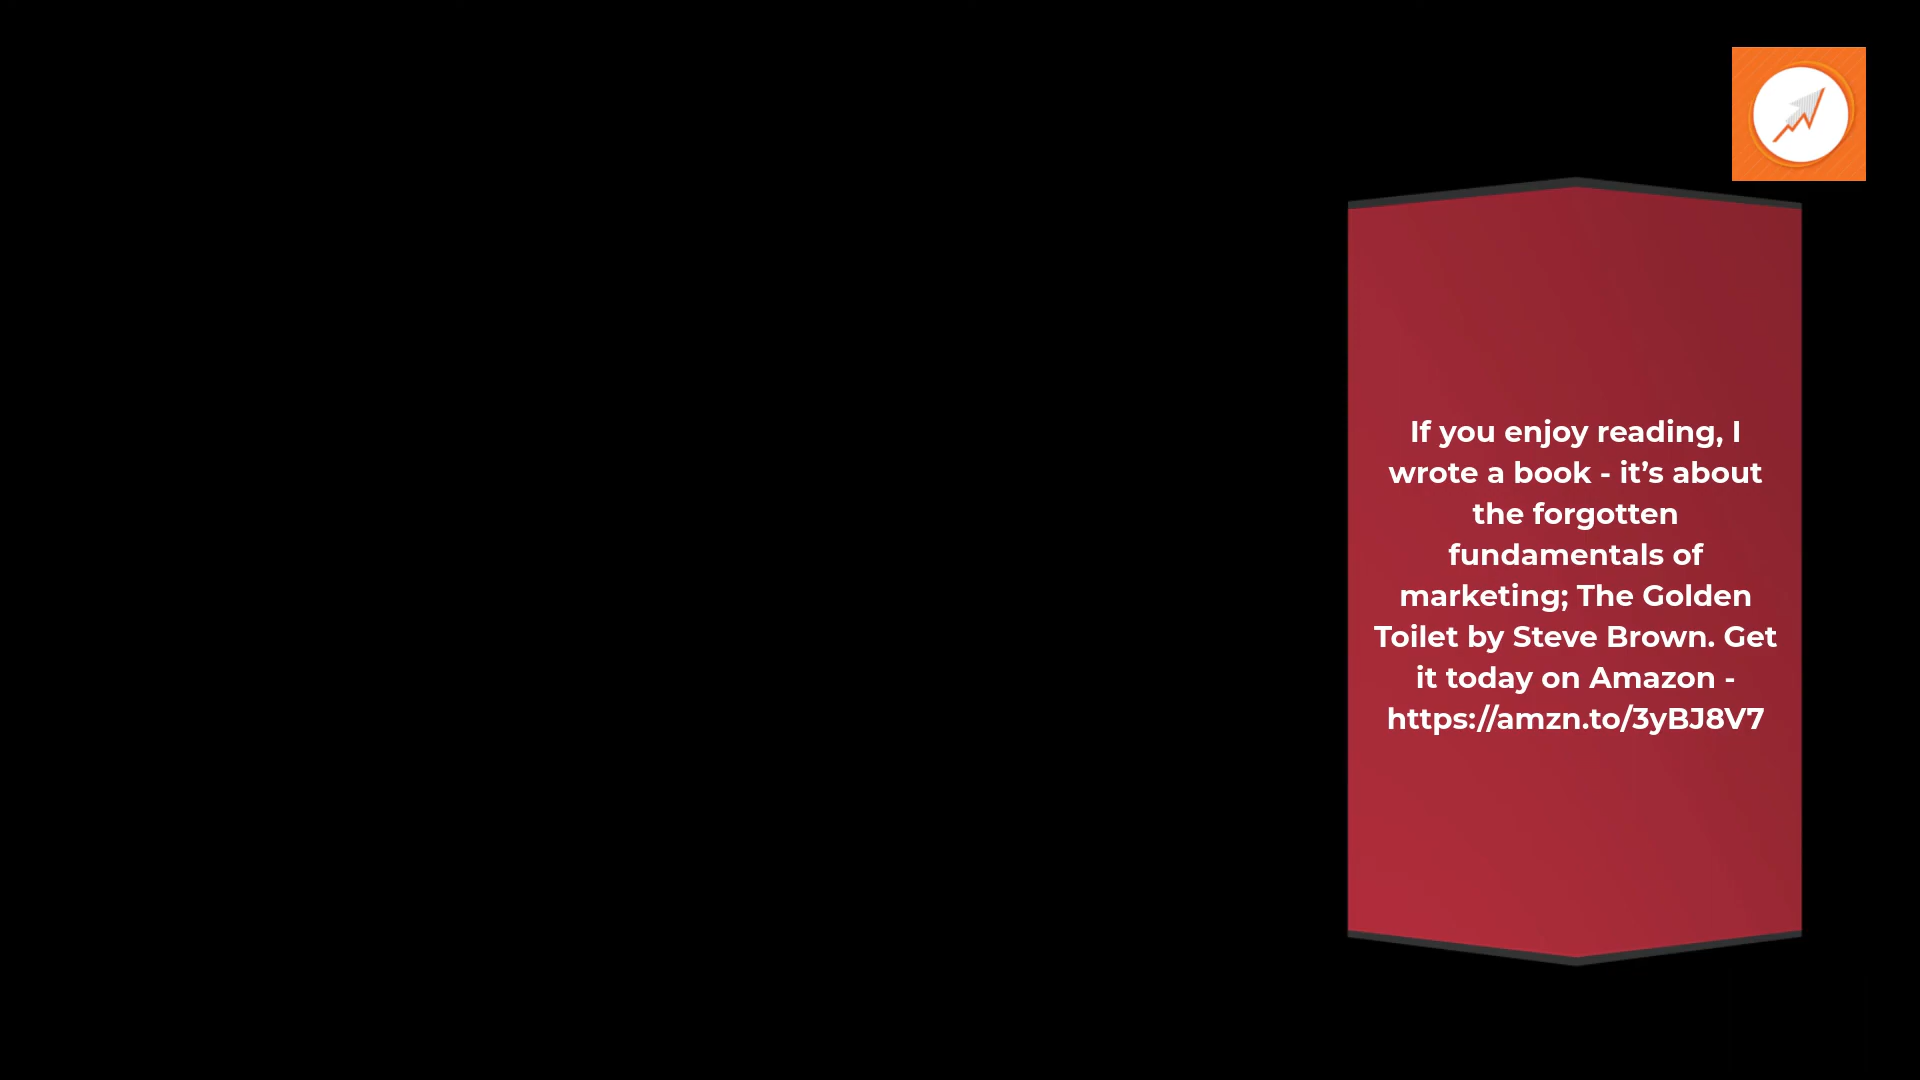 If you enjoy reading, I
wrote a book - it’s about
the forgotten
fundamentals of
marketing; The Golden
Toilet by Steve Brown. Get
it today on Amazon -
https://amzn.to/3yBJ8V7